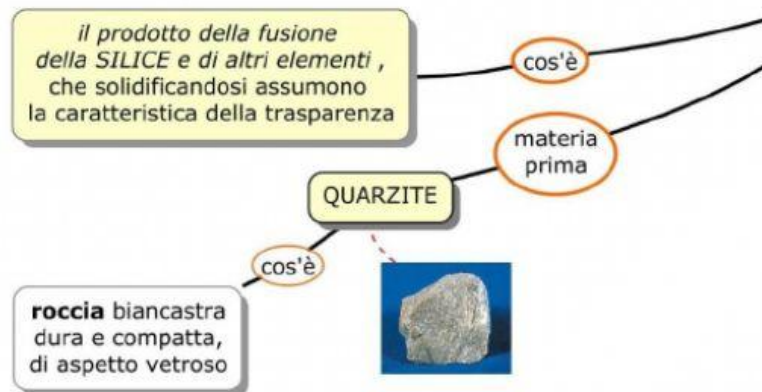 il prodotto della fusione
della SILICE e di altri elementi ,
che solidificandosi assumono
la caratteristica della trasparenza
cos'è
materia
prima
QUARZITE
cos'è
roccia biancastra
dura e compatta,
di aspetto vetroso